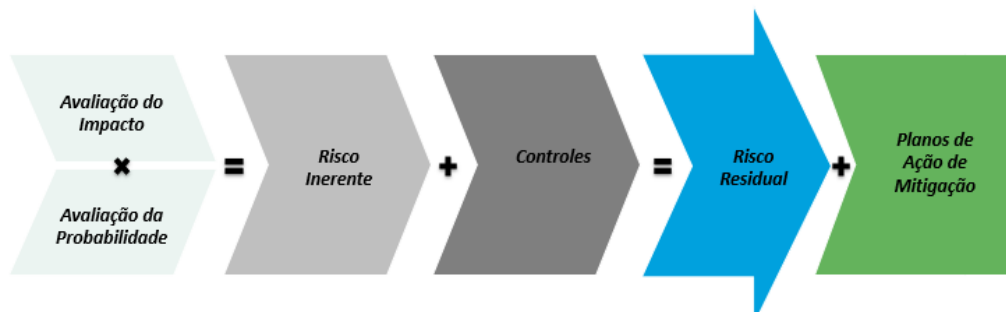 Avaliação do
Impacto
×
Avaliação da
Probabilidade
=
Risco
Inerente
+
Controles
=
Risco
Residual
+
Planos de
Ação de
Mitigação